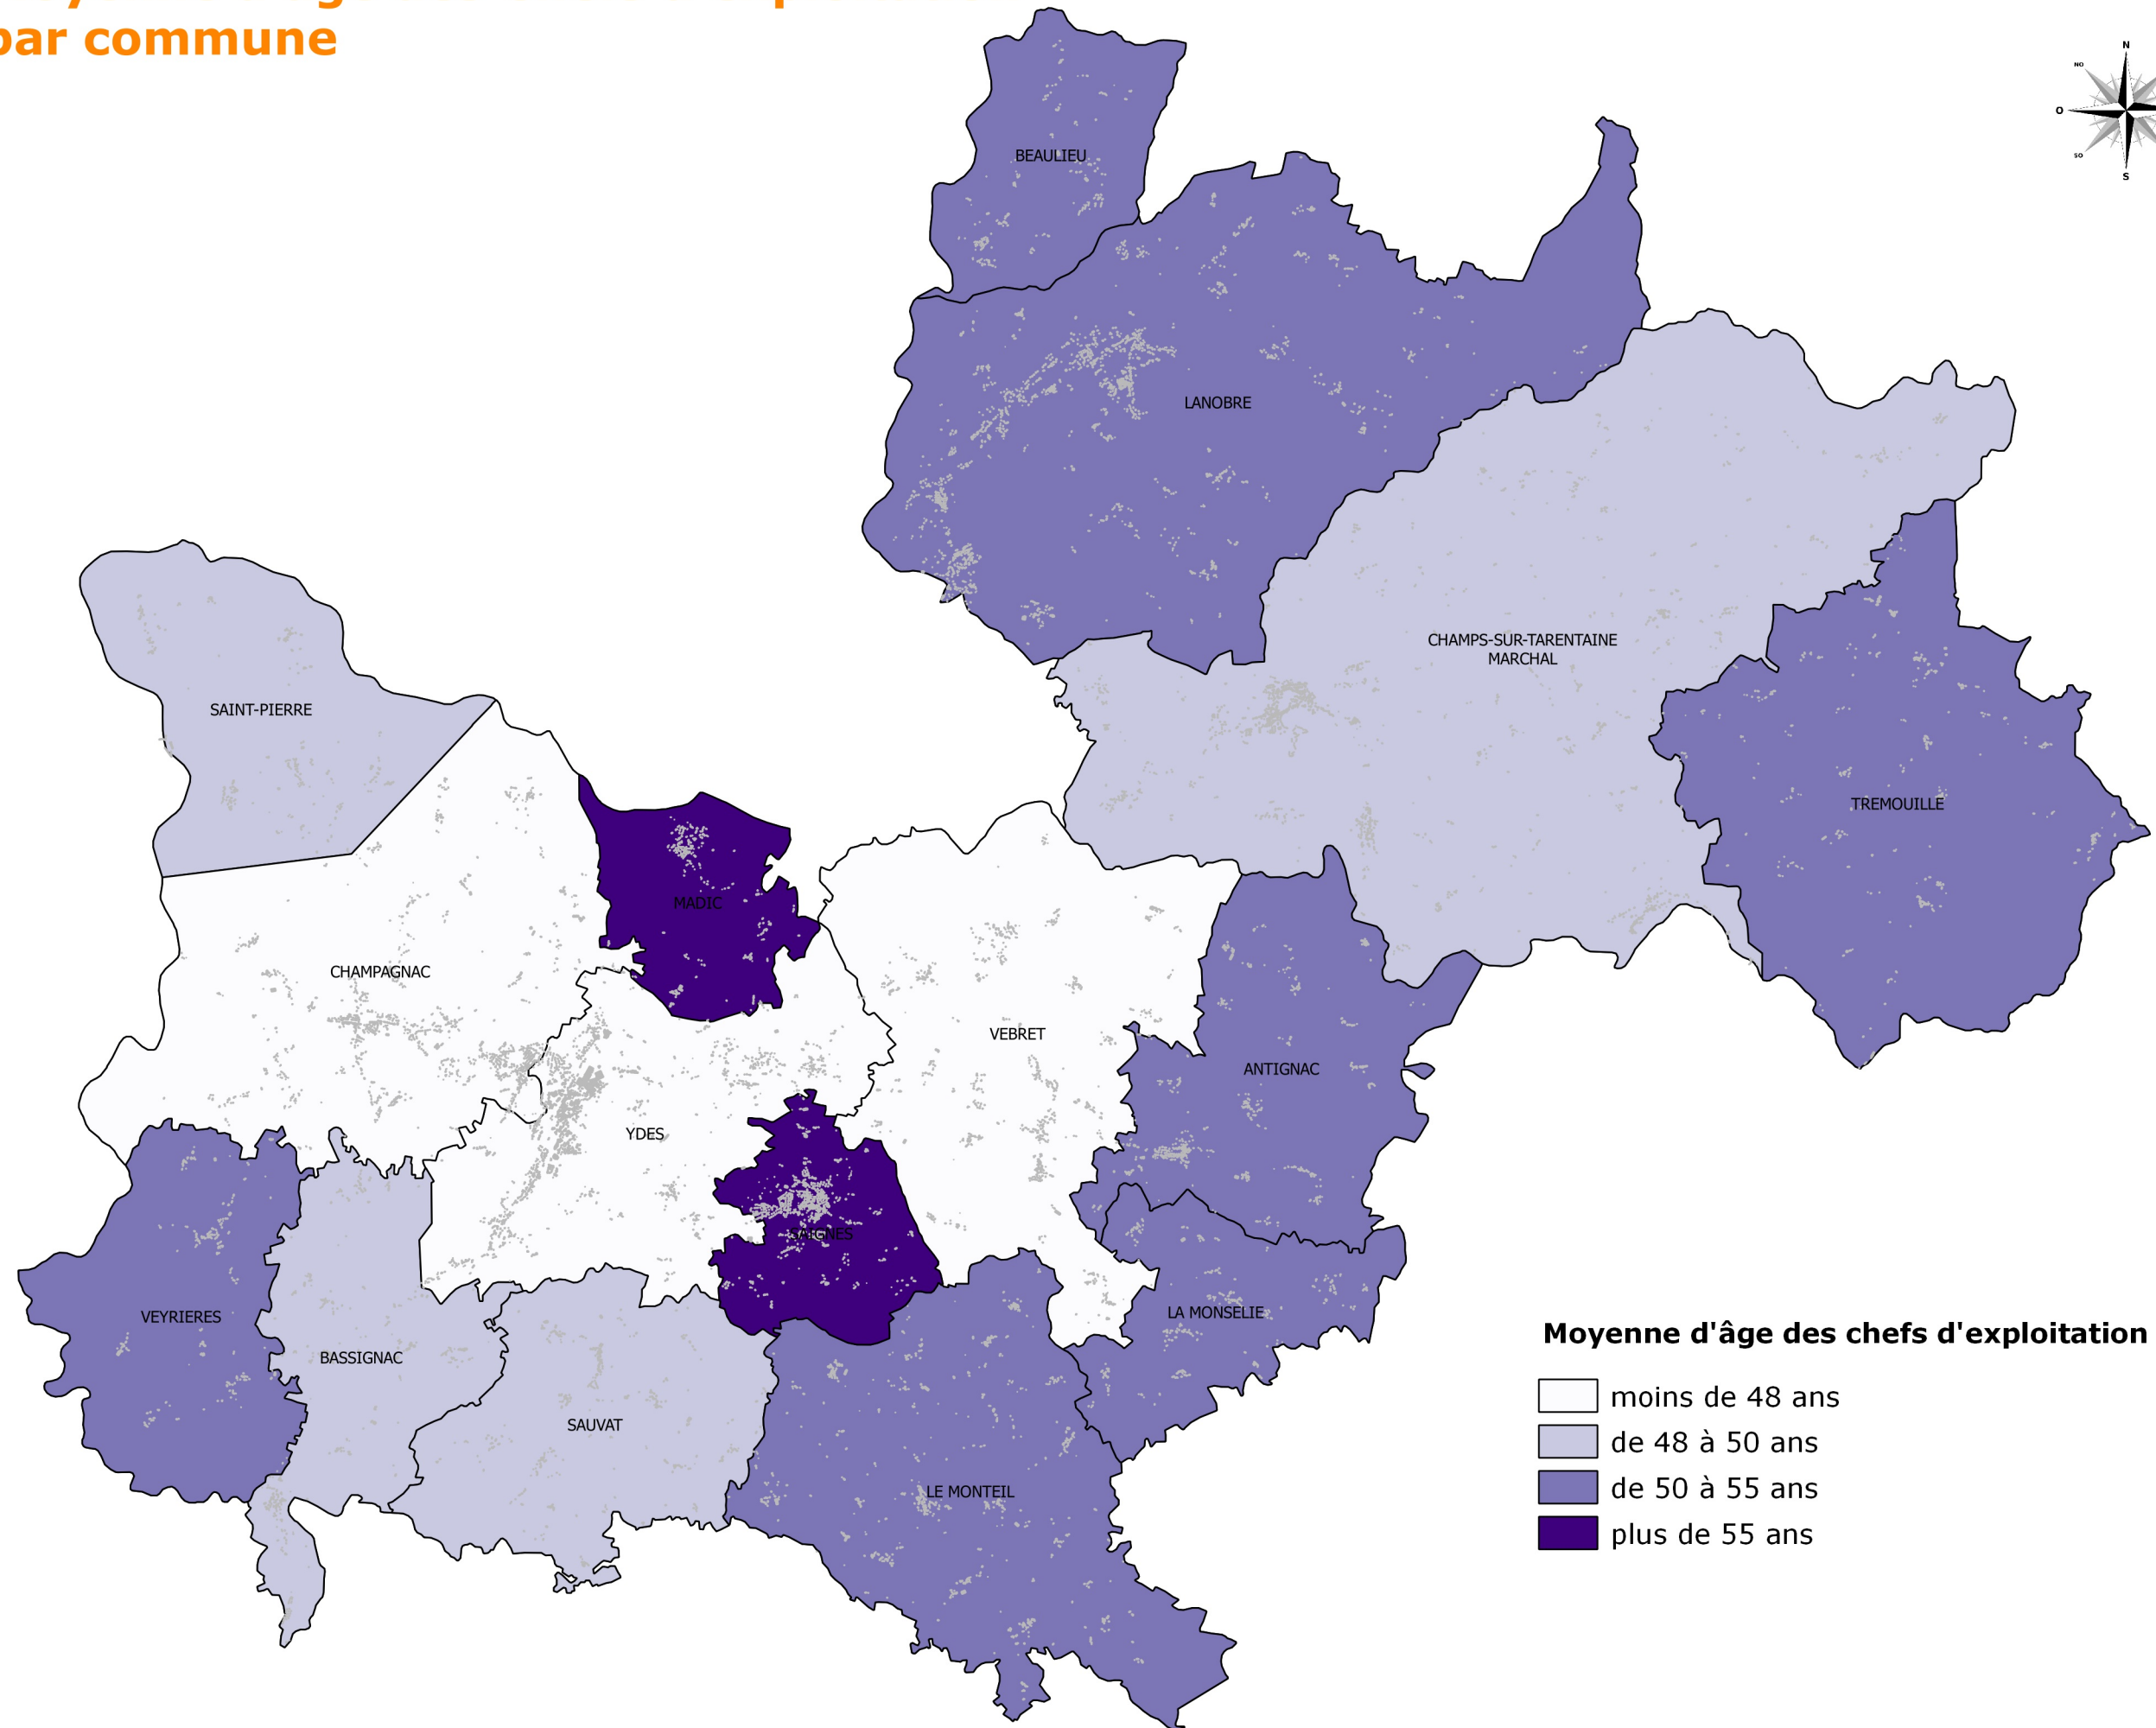 par commune
N
NO
O
SO
S
BEAULIEU
LANOBRE
CHAMPS-SUR-TARENTAINE
MARCHAL
SAINT-PIERRE
TREMOUILLE
MADIC
CHAMPAGNAC
VEBRET
ANTIGNAC
YDES
SAIGNES
LA MONSELIE
VEYRIERES
BASSIGNAC
SAUVAT
LE MONTEIL
Moyenne d'âge des chefs d'exploitation
moins de 48 ans
de 48 à 50 ans
de 50 à 55 ans
plus de 55 ans